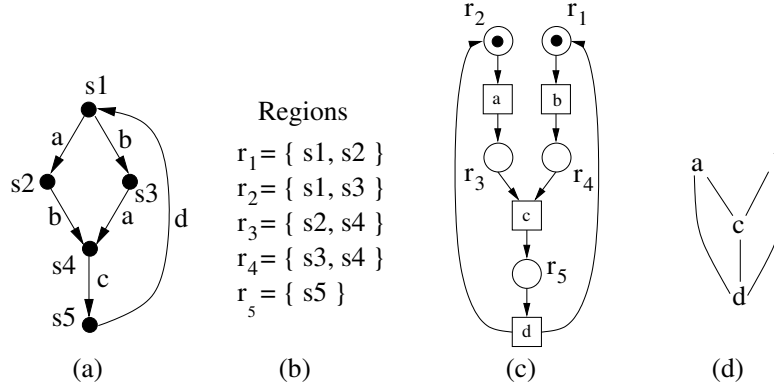 s1
a
b
s2
s3
b
a
d
s4
c
s5
(a)
Regions
r1 = { s1, s2 }
r2 = { s1, s3 }
r3 = { s2, s4 }
r4 = { s3, s4 }
r5 = { s5 }
(b)
r2
r1
a
b
r3
r4
c
r5
d
(c)
a
c
d
(d)